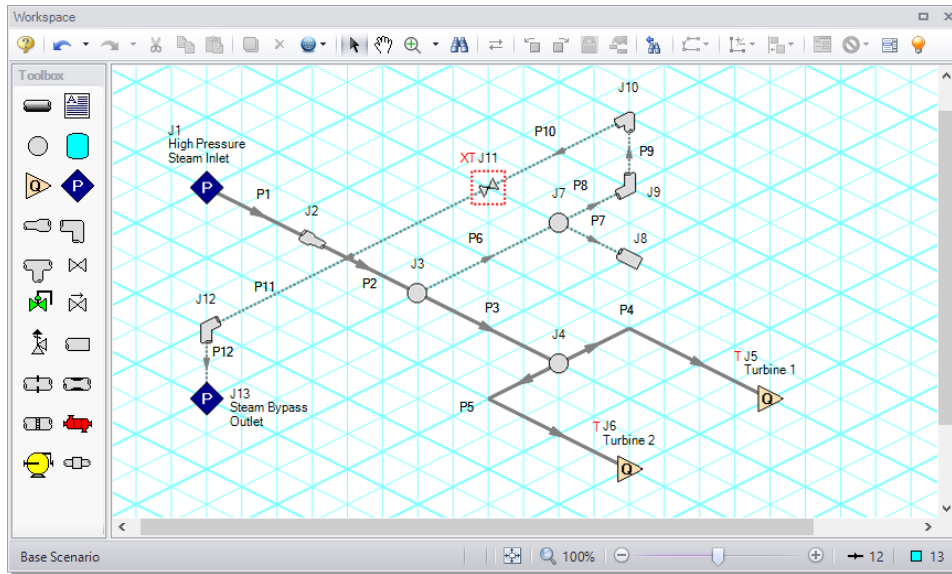 Workspace
Toolbox
A
Q
P
J10
P10
P9
J1
High Pressure
Steam Inlet
XT J11
P
P1
P8
J7
J9
J2
P7
P6
J8
J3
P11
P2
J12
P3
P4
J4
P12
T J5
Turbine 1
P
J13
Steam Bypass
Outlet
P5
Q
T J6
Turbine 2
Q
Base Scenario
100%
12
13